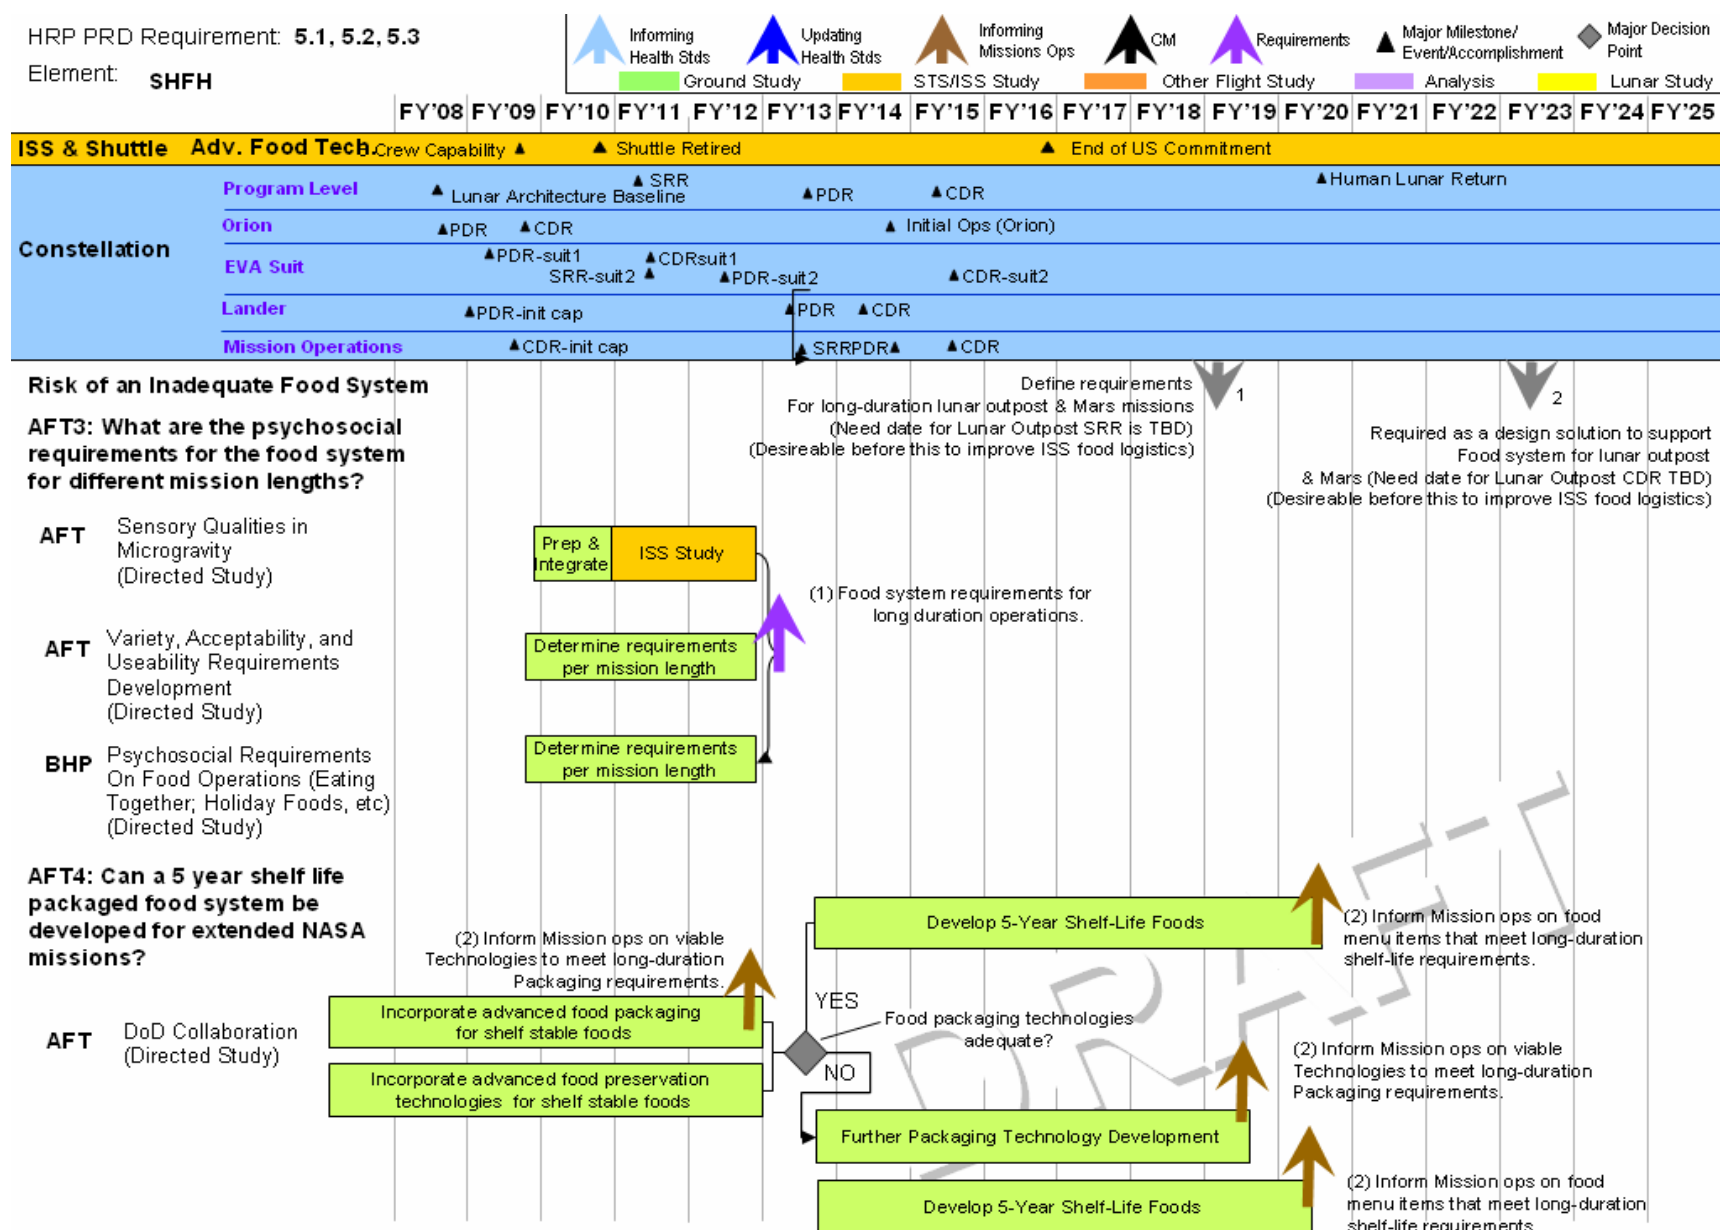 HRP PRD Requirement: 5.1, 5.2, 5.3
Element: SHFH
Informing
Health Stds
Updating
Health Stds
Informing
Missions Ops
CM
Requirements
Major Milestone/
Event/Accomplishment
Major Decision
Point
Ground Study
STS/ISS Study
Other Flight Study
Analysis
Lunar Study
FY'08 FY'09 FY'10 FY'11 FY'12 FY'13 FY'14 FY'15 FY'16 FY'17 FY'18 FY'19 FY'20 FY'21 FY'22 FY'23 FY'24 FY'25
ISS & Shuttle Adv. Food Tech. Crew Capability Shuttle Retired End of US Commitment
Constellation
Program Level Lunar Architecture Baseline SRR PDR CDR Human Lunar Return
Orion PDR CDR Initial Ops (Orion)
EVA Suit PDR-suit1 SRR-suit2 CDRsuit1 PDR-suit2 CDR-suit2
Lander PDR-init cap PDR CDR
Mission Operations CDR-init cap SRR PDR CDR
Risk of an Inadequate Food System
Define requirements
For long-duration lunar outpost & Mars missions
(Need date for Lunar Outpost SRR is TBD)
(Desireable before this to improve ISS food logistics)
1
2
Required as a design solution to support
Food system for lunar outpost
& Mars (Need date for Lunar Outpost CDR TBD)
(Desireable before this to improve ISS food logistics)
AFT3: What are the psychosocial
requirements for the food system
for different mission lengths?
AFT
Sensory Qualities in
Microgravity
(Directed Study)
Prep &
Integrate
ISS Study
(1) Food system requirements for
long duration operations.
AFT
Variety, Acceptability, and
Useability Requirements
Development
(Directed Study)
Determine requirements
per mission length
BHP
Psychosocial Requirements
On Food Operations (Eating
Together; Holiday Foods, etc)
(Directed Study)
Determine requirements
per mission length
AFT4: Can a 5 year shelf life
packaged food system be
developed for extended NASA
missions?
(2) Inform Mission ops on viable
Technologies to meet long-duration
Packaging requirements.
Develop 5-Year Shelf-Life Foods
(2) Inform Mission ops on food
menu items that meet long-duration
shelf-life requirements.
AFT
DoD Collaboration
(Directed Study)
Incorporate advanced food packaging
for shelf stable foods
Incorporate advanced food preservation
technologies for shelf stable foods
YES
Food packaging technologies
adequate?
NO
(2) Inform Mission ops on viable
Technologies to meet long-duration
Packaging requirements.
Further Packaging Technology Development
Develop 5-Year Shelf-Life Foods
(2) Inform Mission ops on food
menu items that meet long-duration
shelf-life requirements
DRAFT